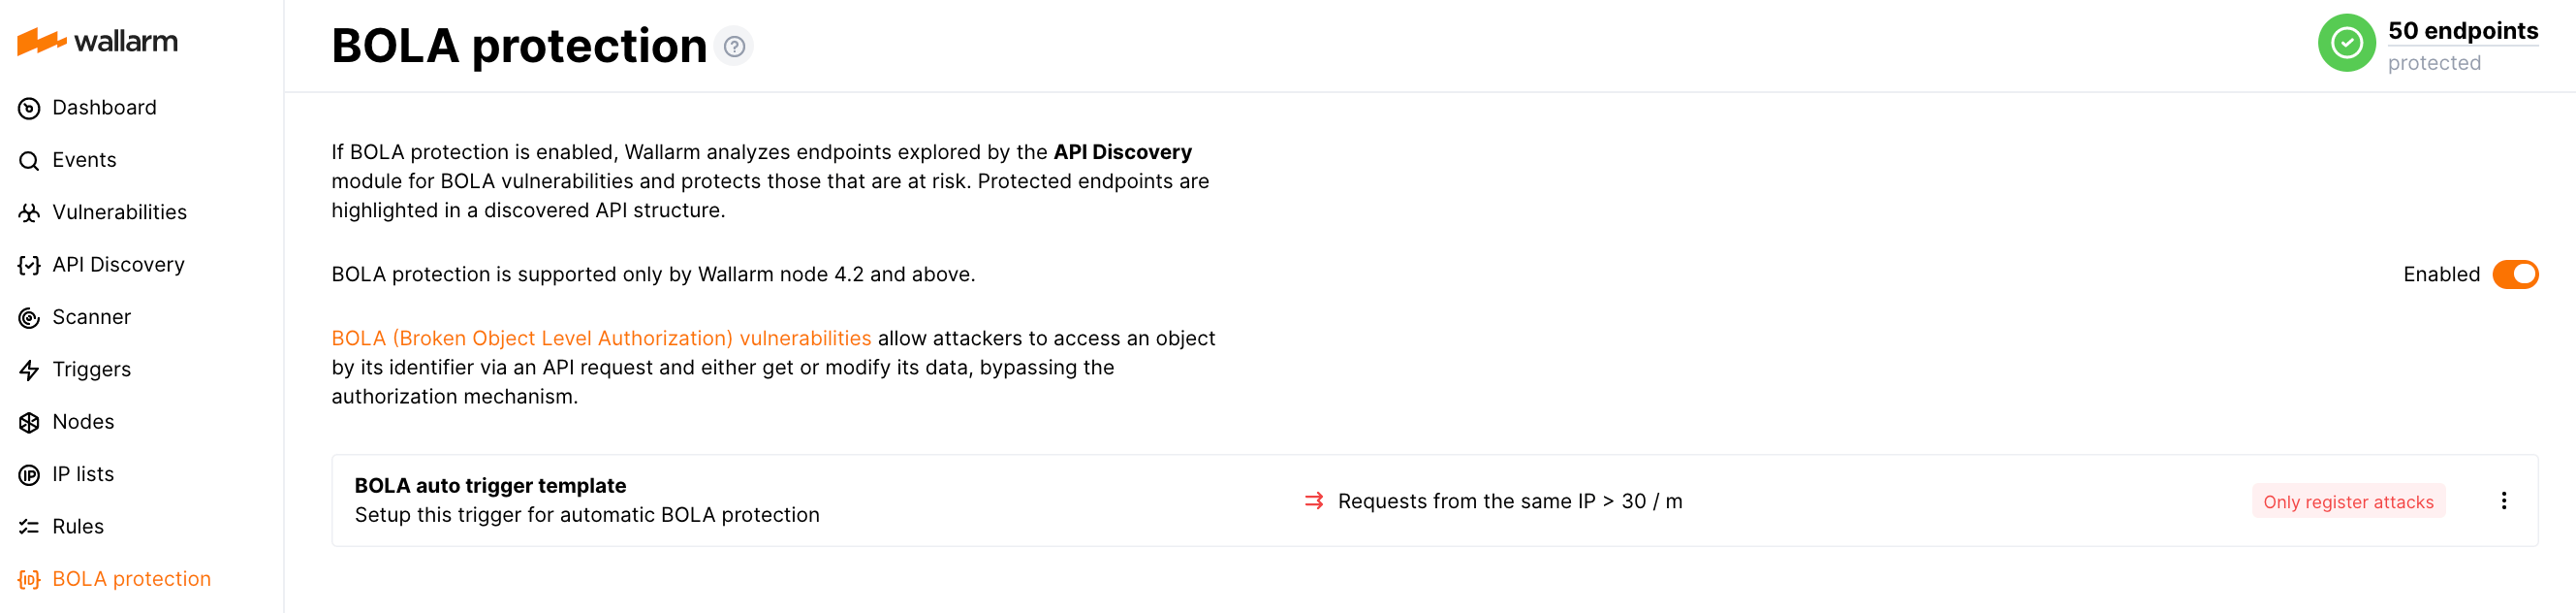 wallarm
Dashboard
Events
Vulnerabilities
API Discovery
Scanner
Triggers
Nodes
IP lists
Rules
BOLA protection
BOLA protection
50 endpoints
protected
If BOLA protection is enabled, Wallarm analyzes endpoints explored by the API Discovery
module for BOLA vulnerabilities and protects those that are at risk. Protected endpoints are
highlighted in a discovered API structure.
BOLA protection is supported only by Wallarm node 4.2 and above.
Enabled
BOLA (Broken Object Level Authorization) vulnerabilities allow attackers to access an object
by its identifier via an API request and either get or modify its data, bypassing the
authorization mechanism.
BOLA auto trigger template
Setup this trigger for automatic BOLA protection
Requests from the same IP > 30 / m
Only register attacks